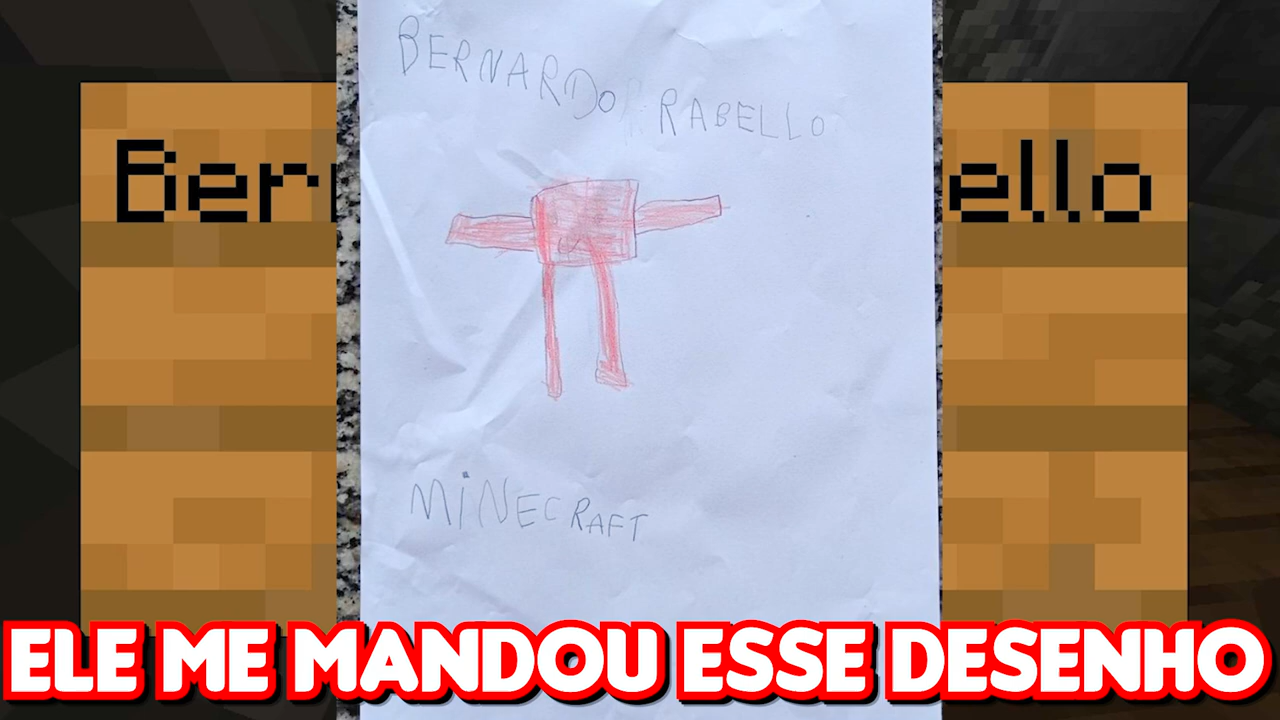 BERNARDO RABELLO
Ber ello
MINECRAFT
ELE ME MANDOU ESSE DESENHO